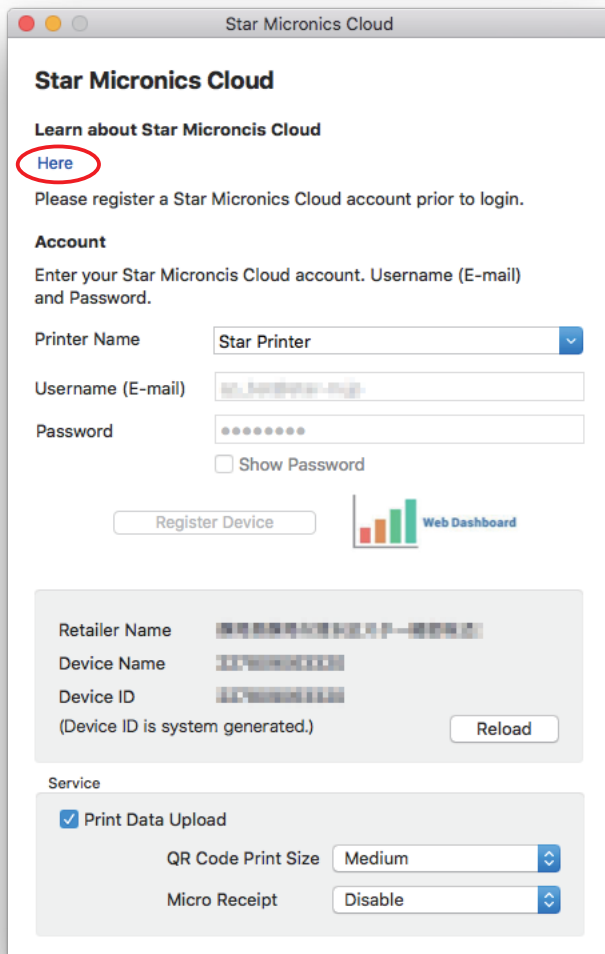 Star Micronics Cloud
Star Micronics Cloud
Learn about Star Microncis Cloud
Here
Please register a Star Micronics Cloud account prior to login.
Account
Enter your Star Microncis Cloud account. Username (E-mail)
and Password.
Printer Name Star Printer
Username (E-mail)
Password ••••••••
Show Password
Register Device Web Dashboard
Retailer Name
Device Name
Device ID
(Device ID is system generated.) Reload
Service
Print Data Upload
QR Code Print Size Medium
Micro Receipt Disable